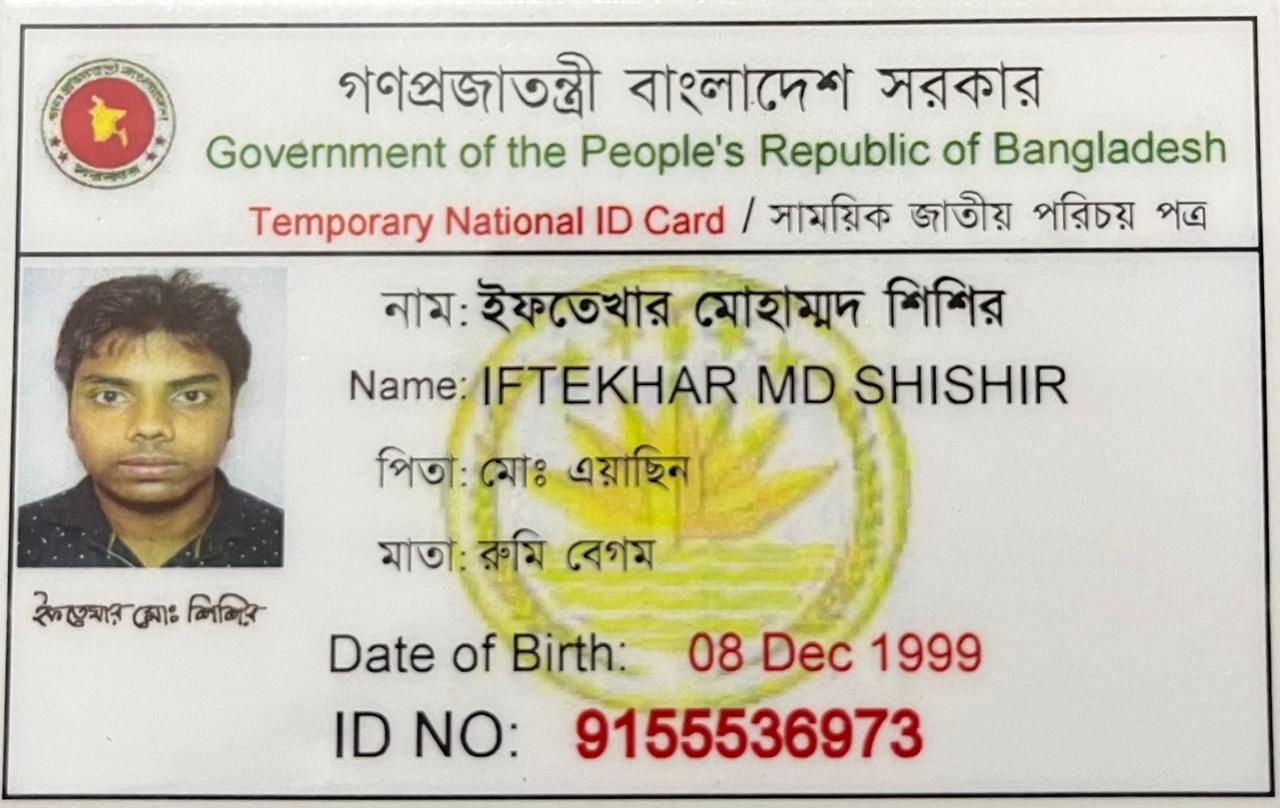 গণপ্রজাতন্ত্রী বাংলাদেশ সরকার
Government of the People's Republic of Bangladesh
Temporary National ID Card / সাময়িক জাতীয় পরিচয় পত্র
নাম: ইফতেখার মোহাম্মদ শিশির
Name: IFTEKHAR MD SHISHIR
পিতা: মোঃ এয়াছিন
মাতা: রুমি বেগম
ইফতেখার মোঃ শিশির
Date of Birth: 08 Dec 1999
ID NO: 9155536973